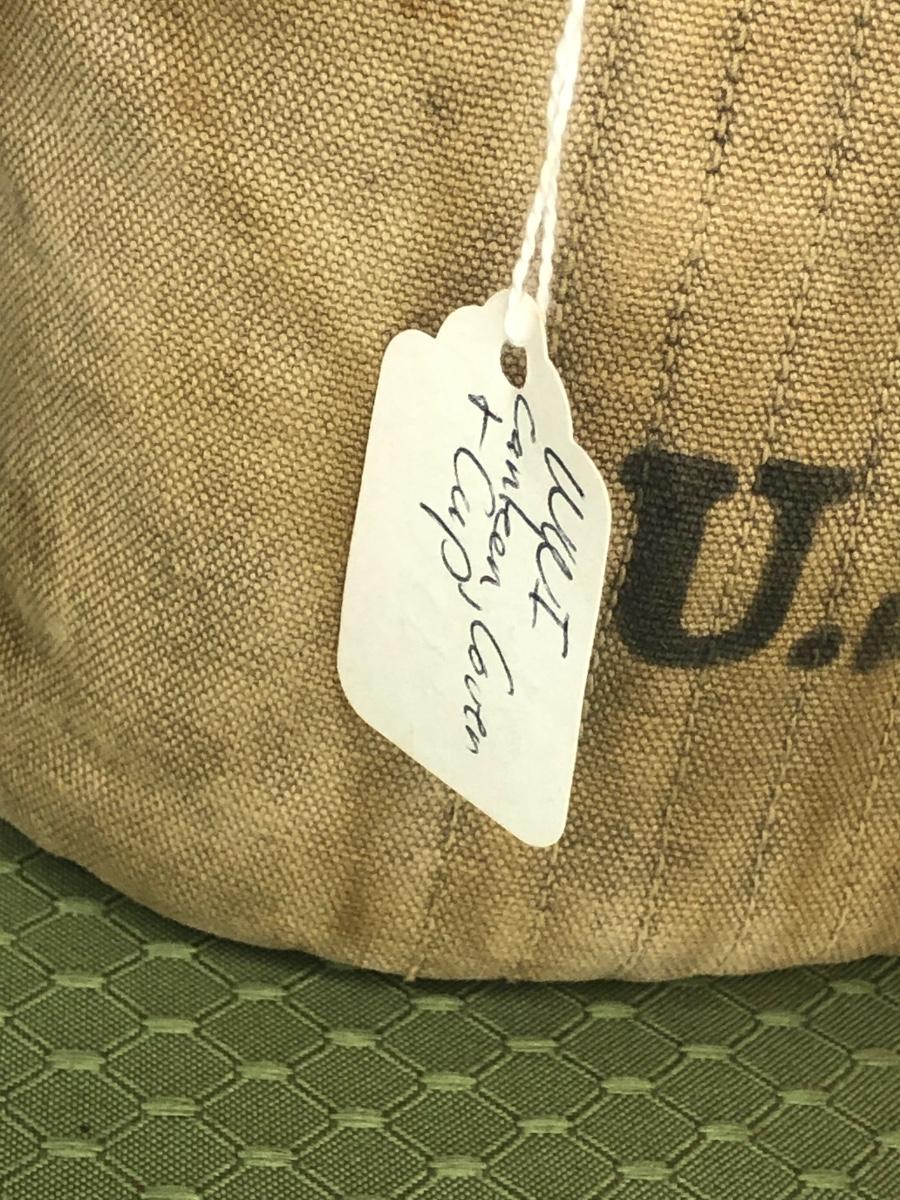 WWI
Canteen, Cover
+ Cup
U.